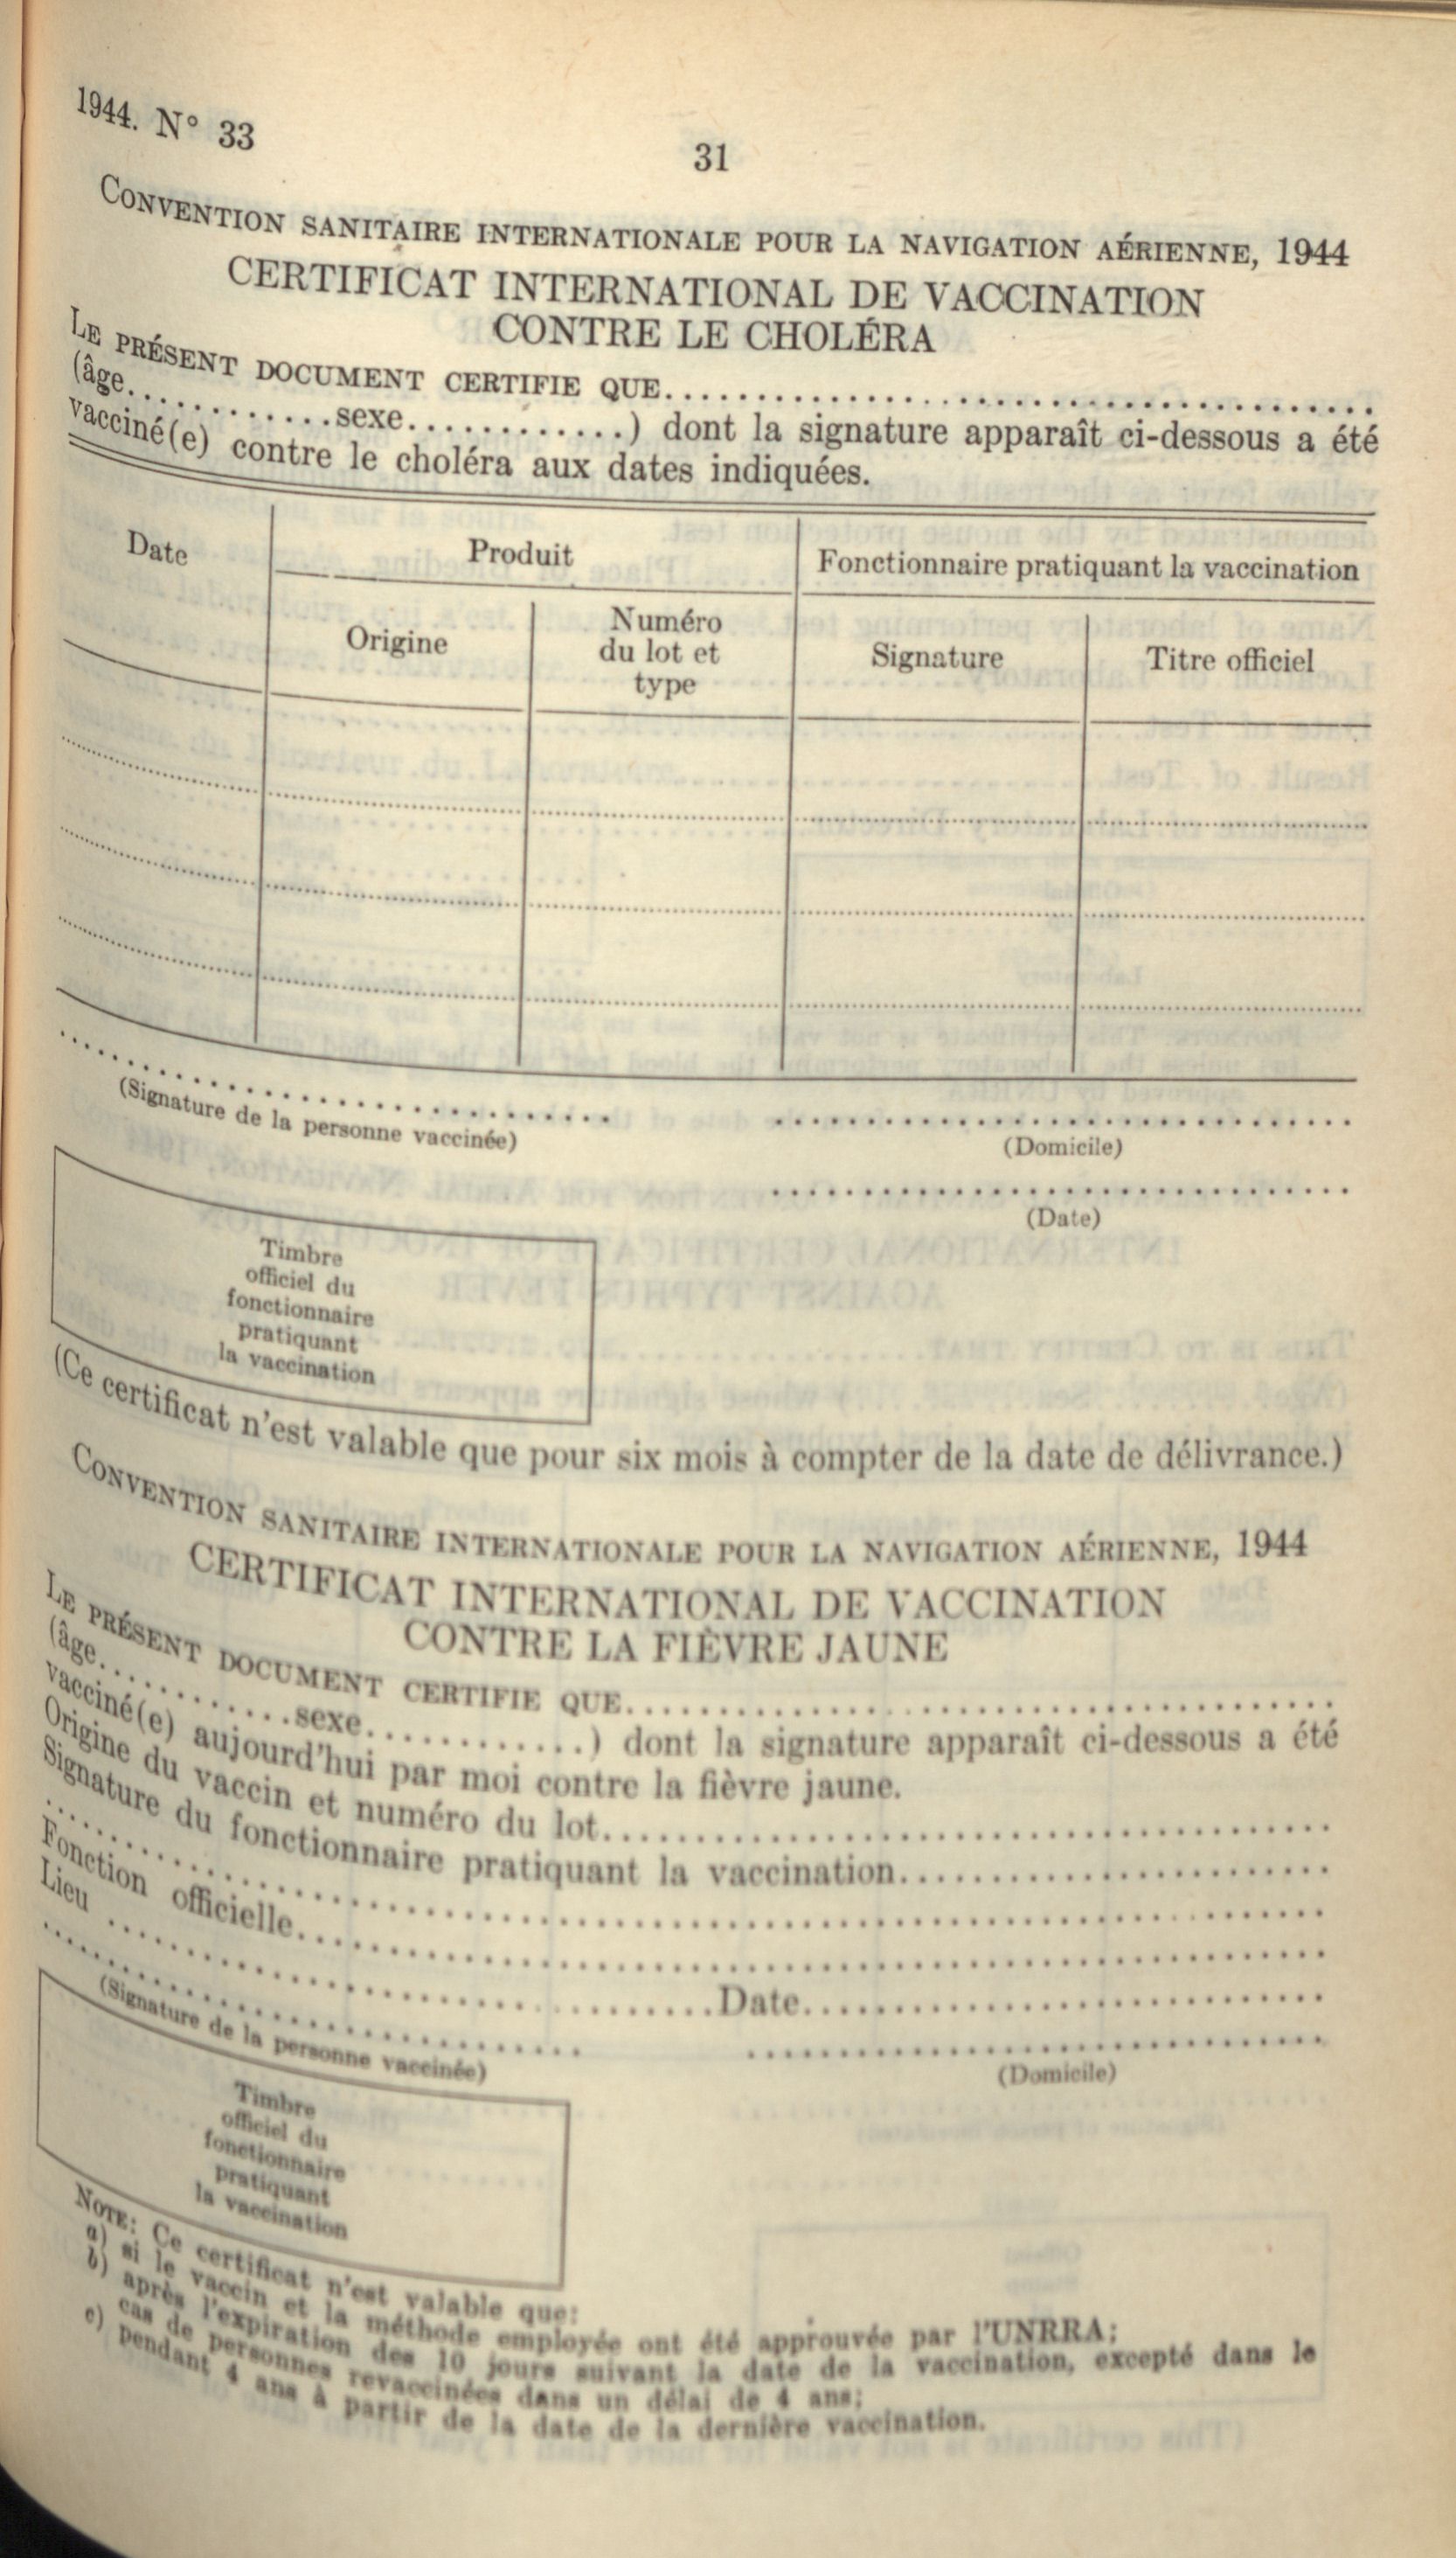 1944. N° 33
31
CONVENTION SANITAIRE INTERNATIONALE POUR LA NAVIGATION AÉRIENNE, 1944
CERTIFICAT INTERNATIONAL DE VACCINATION
CONTRE LE CHOLÉRA
LE PRÉSENT DOCUMENT CERTIFIE QUE........................................
(âge............sexe............) dont la signature apparaît ci-dessous a été
vacciné(e) contre le choléra aux dates indiquées.
Date
Produit
Fonctionnaire pratiquant la vaccination
Origine
Numéro
du lot et
type
Signature
Titre officiel
(Signature de la personne vaccinée)
(Domicile)
(Date)
Timbre
officiel du
fonctionnaire
pratiquant
la vaccination
(Ce certificat n'est valable que pour six mois à compter de la date de délivrance.)
CONVENTION SANITAIRE INTERNATIONALE POUR LA NAVIGATION AÉRIENNE, 1944
CERTIFICAT INTERNATIONAL DE VACCINATION
CONTRE LA FIÈVRE JAUNE
LE PRÉSENT DOCUMENT CERTIFIE QUE........................................
(âge............sexe............) dont la signature apparaît ci-dessous a été
vacciné(e) aujourd'hui par moi contre la fièvre jaune.
Origine du vaccin et numéro du lot........................................
Signature du fonctionnaire pratiquant la vaccination........................
................................................................
Fonction officielle............................................................
Lieu ....................................Date.............................
(Signature de la personne vaccinée)
(Domicile)
Timbre
officiel du
fonctionnaire
pratiquant
la vaccination
NOTE: Ce certificat n'est valable que:
a) si le vaccin et la méthode employée ont été approuvée par l'UNRRA;
b) après l'expiration des 10 jours suivant la date de la vaccination, excepté dans le
cas de personnes revaccinées dans un délai de 4 ans;
c) pendant 4 ans à partir de la date de la dernière vaccination.